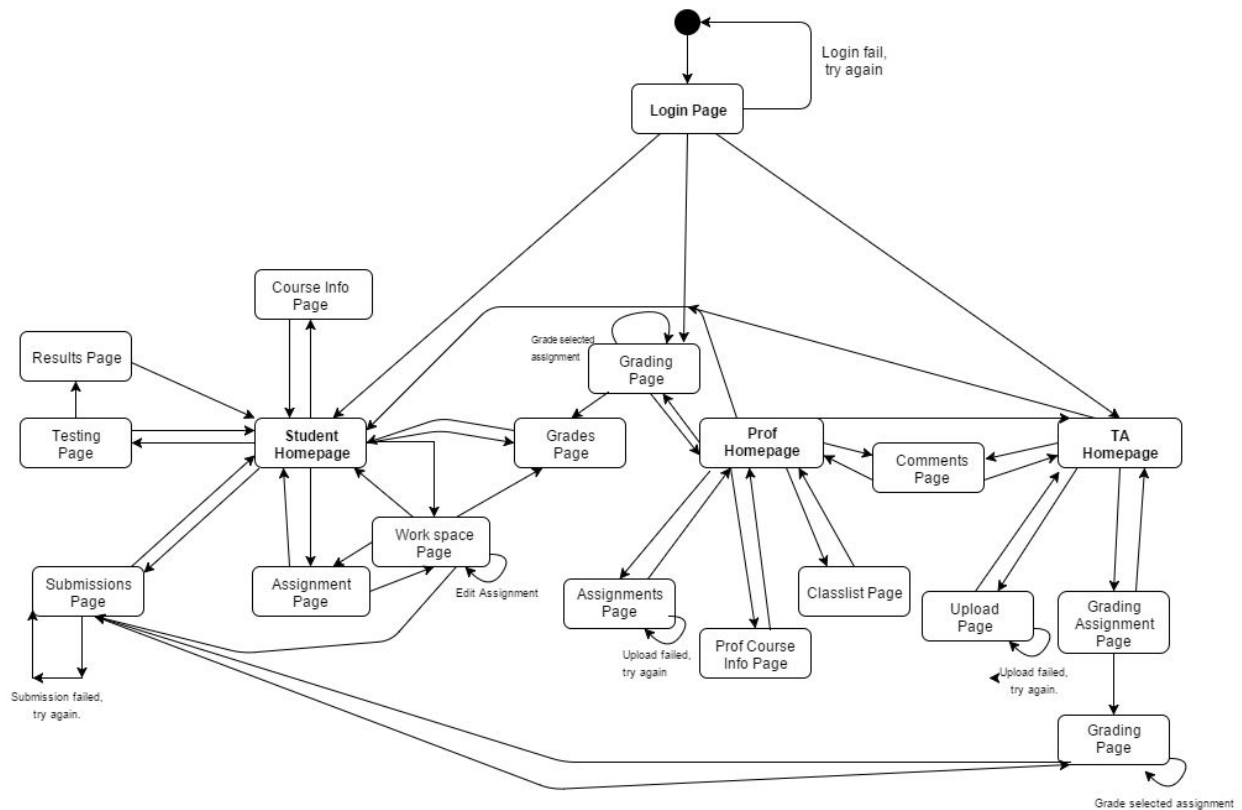 Login fail,
try again
Login Page
Course Info
Page
Grade selected
assignment
Grading
Page
Results Page
Testing
Page
Student
Homepage
Grades
Page
Prof
Homepage
TA
Homepage
Comments
Page
Work space
Page
Edit Assignment
Submissions
Page
Assignment
Page
Assignments
Page
Classlist Page
Upload
Page
Grading
Assignment
Page
Prof Course
Info Page
Upload failed,
try again
Upload failed,
try again.
Submission failed,
try again.
Grading
Page
Grade selected assignment